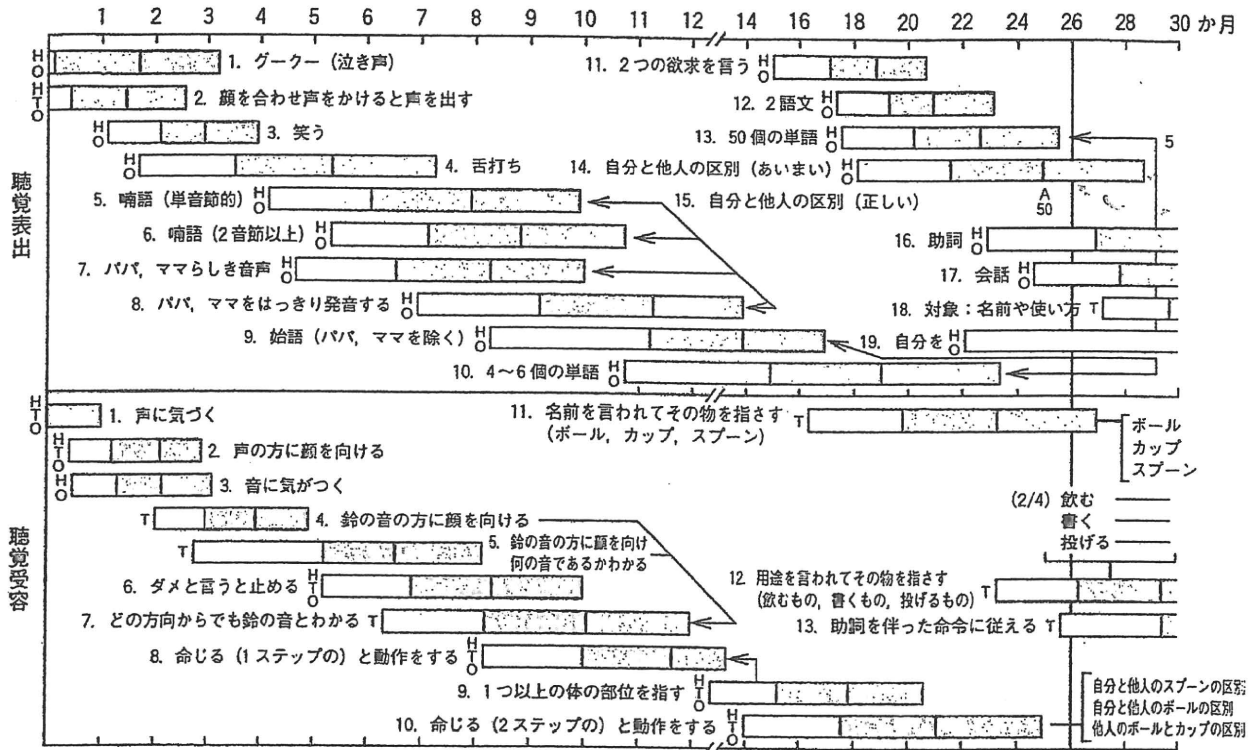 1 2 3 4 5 6 7 8 9 10 11 12 14 16 18 20 22 24 26 28 30 か月
聴覚表出
H O 1. グークー (泣き声)
H T O 2. 顔を合わせ声をかけると声を出す
H O 3. 笑う
H O 4. 舌打ち
5. 喃語 (単音節的) H O
6. 喃語 (2音節以上) H O
7. パパ, ママらしき音声 H O
8. パパ, ママをはっきり発音する H O
9. 始語 (パパ, ママを除く) H O
10. 4~6個の単語 H O
11. 2つの欲求を言う H O
12. 2語文 H O
13. 50個の単語 H O
5
14. 自分と他人の区別 (あいまい) H O
15. 自分と他人の区別 (正しい)
A
50
16. 助詞 H O
17. 会話 H O
18. 対象:名前や使い方 T
19. 自分を H O
聴覚受容
H T O 1. 声に気づく
H T O 2. 声の方に顔を向ける
H O 3. 音に気がつく
T 4. 鈴の音の方に顔を向ける
T 5. 鈴の音の方に顔を向け
何の音であるかわかる
6. ダメと言うと止める H T O
7. どの方向からでも鈴の音とわかる T
8. 命じる (1ステップの) と動作をする H T O
9. 1つ以上の体の部位を指す H T O
10. 命じる (2ステップの) と動作をする H T O
11. 名前を言われてその物を指さす T
(ボール, カップ, スプーン)
ボール
カップ
スプーン
(2/4) 飲む
書く
投げる
12. 用途を言われてその物を指さす T
(飲むもの, 書くもの, 投げるもの)
13. 助詞を伴った命令に従える T
自分と他人のスプーンの区別
自分と他人のボールの区別
他人のボールとカップの区別